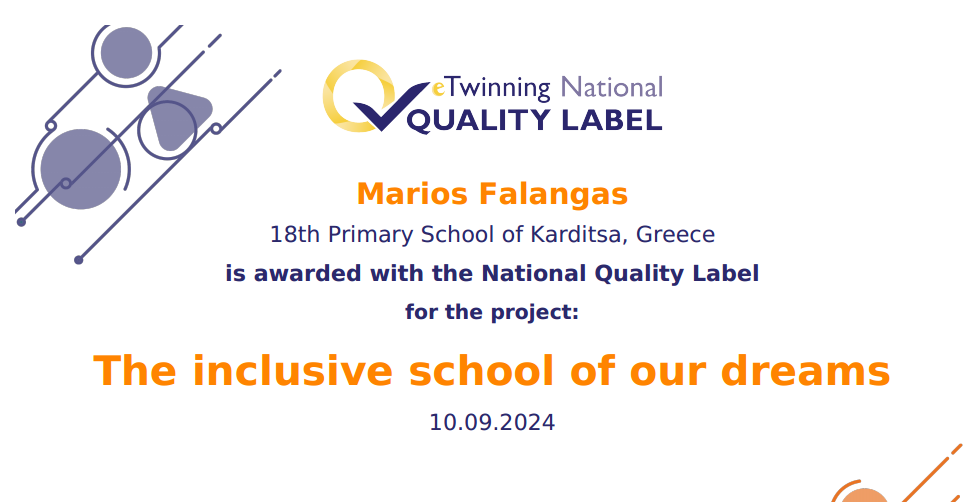 eTwinning National
QUALITY LABEL
Marios Falangas
18th Primary School of Karditsa, Greece
is awarded with the National Quality Label
for the project:
The inclusive school of our dreams
10.09.2024